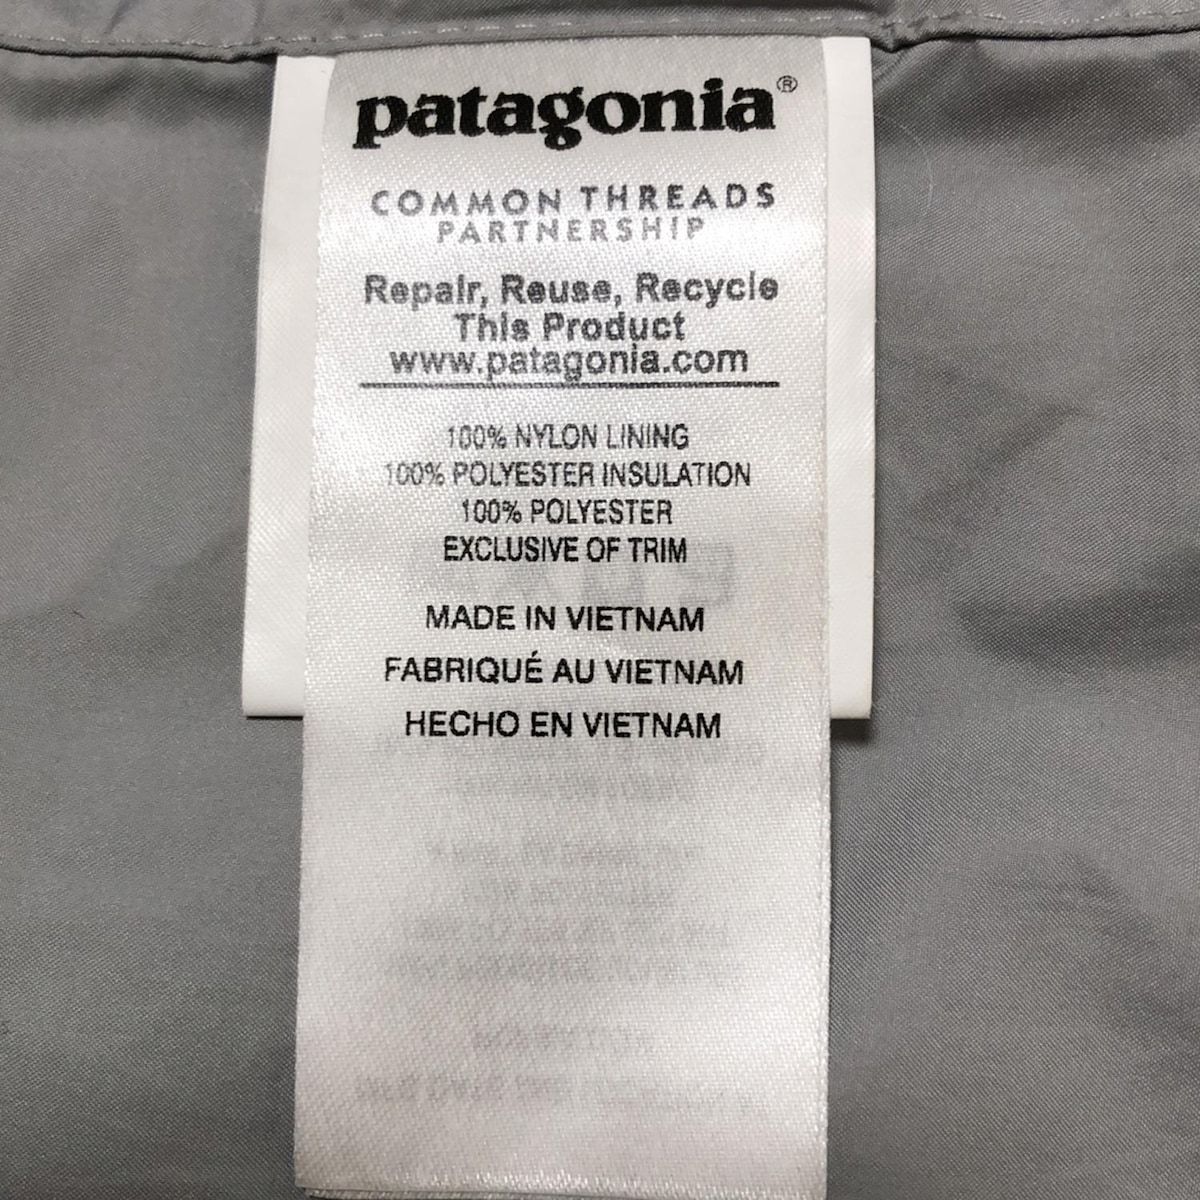 patagonia®
COMMON THREADS
PARTNERSHIP
Repair, Reuse, Recycle
This Product
www.patagonia.com
100% NYLON LINING
100% POLYESTER INSULATION
100% POLYESTER
EXCLUSIVE OF TRIM
MADE IN VIETNAM
FABRIQUÉ AU VIETNAM
HECHO EN VIETNAM